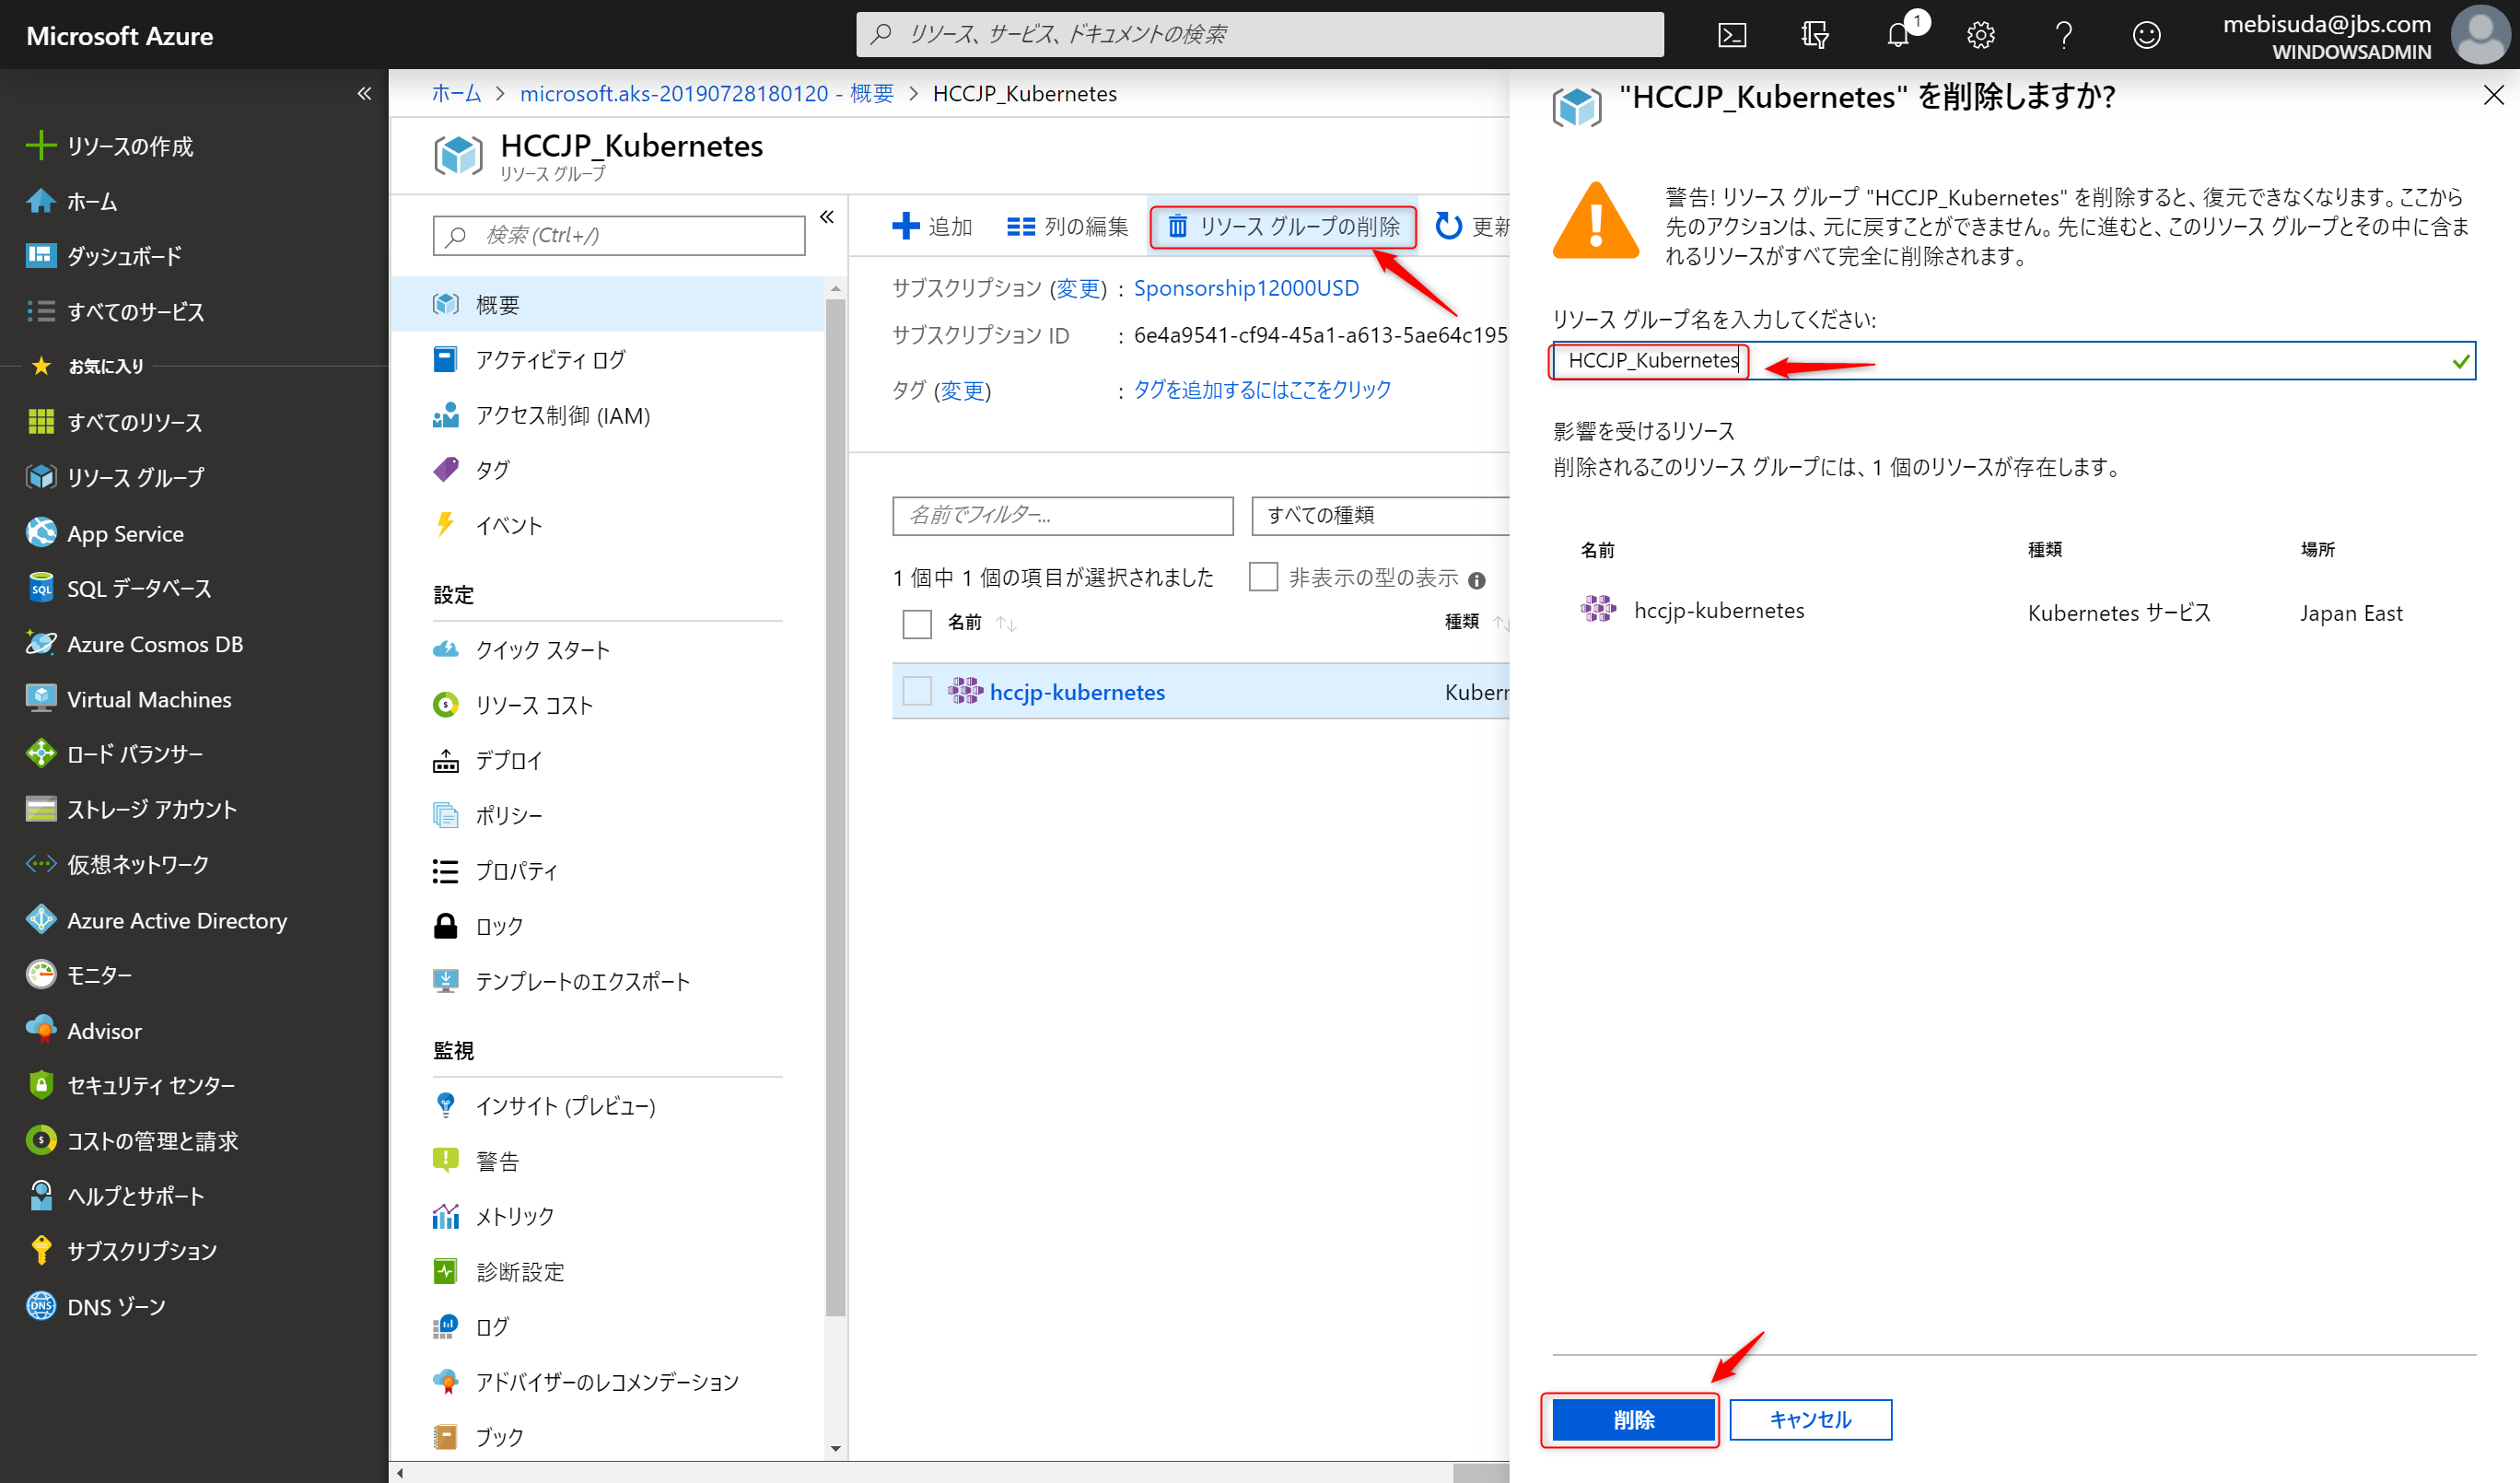 Microsoft Azure
リソース、サービス、ドキュメントの検索
1
mebisuda@jbs.com
WINDOWSADMIN
リソースの作成
ホーム
ダッシュボード
すべてのサービス
お気に入り
すべてのリソース
リソース グループ
App Service
SQL データベース
Azure Cosmos DB
Virtual Machines
ロード バランサー
ストレージ アカウント
仮想ネットワーク
Azure Active Directory
モニター
Advisor
セキュリティ センター
コストの管理と請求
ヘルプとサポート
サブスクリプション
DNS ゾーン
ホーム > microsoft.aks-20190728180120 - 概要 > HCCJP_Kubernetes
HCCJP_Kubernetes
リソース グループ
検索 (Ctrl+/)
概要
アクティビティ ログ
アクセス制御 (IAM)
タグ
イベント
設定
クイック スタート
リソース コスト
デプロイ
ポリシー
プロパティ
ロック
テンプレートのエクスポート
監視
インサイト (プレビュー)
警告
メトリック
診断設定
ログ
アドバイザーのレコメンデーション
ブック
追加 列の編集 リソース グループの削除 更新
サブスクリプション (変更) : Sponsorship12000USD
サブスクリプション ID : 6e4a9541-cf94-45a1-a613-5ae64c195
タグ (変更) : タグを追加するにはここをクリック
名前でフィルター... すべての種類
1 個中 1 個の項目が選択されました 非表示の型の表示
名前 種類
hccjp-kubernetes Kubern
"HCCJP_Kubernetes" を削除しますか?
警告! リソース グループ "HCCJP_Kubernetes" を削除すると、復元できなくなります。ここから
先のアクションは、元に戻すことができません。先に進むと、このリソース グループとその中に含ま
れるリソースがすべて完全に削除されます。
リソース グループ名を入力してください:
HCCJP_Kubernetes
影響を受けるリソース
削除されるこのリソース グループには、1 個のリソースが存在します。
名前 種類 場所
hccjp-kubernetes Kubernetes サービス Japan East
削除 キャンセル